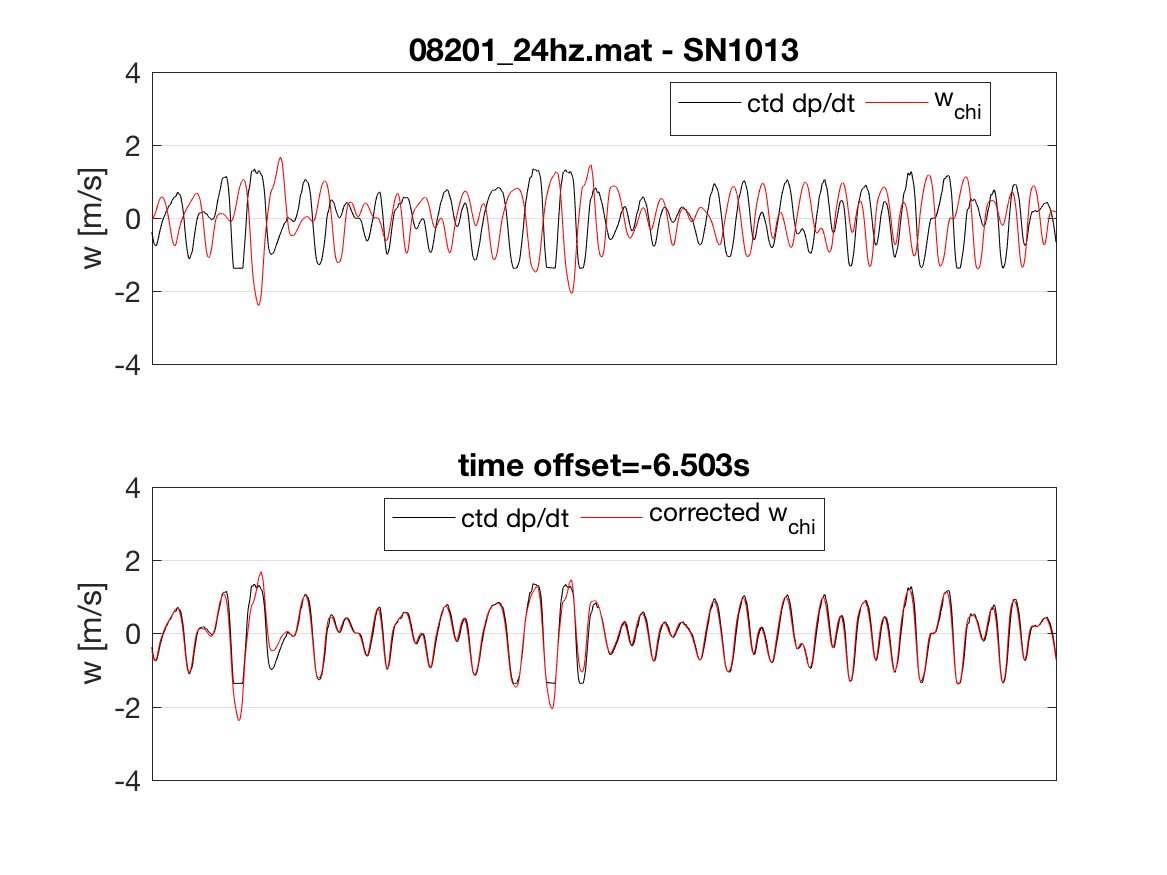 08201_24hz.mat - SN1013
ctd dp/dt w_chi
4
2
0
-2
-4
w [m/s]
time offset=-6.503s
ctd dp/dt corrected w_chi
4
2
0
-2
-4
w [m/s]